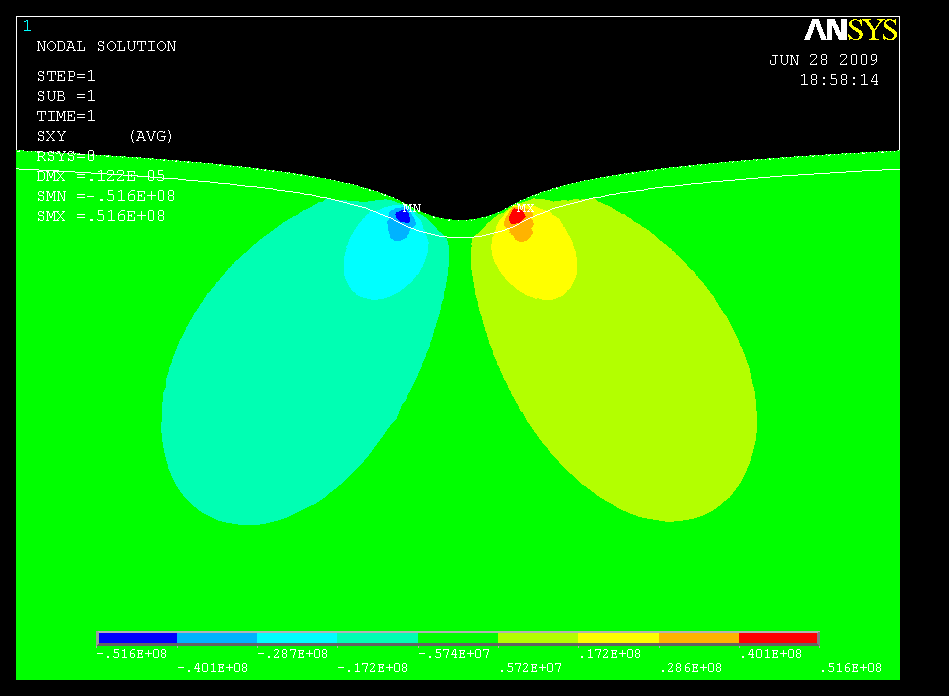 1
ANSYS
NODAL SOLUTION
JUN 28 2009
18:58:14
STEP=1
SUB =1
TIME=1
SXY (AVG)
RSYS=0
DMX =.122E-05
SMN =-.516E+08
SMX =.516E+08
MN MX
-.516E+08 -.287E+08 -.574E+07 .172E+08 .401E+08
-.401E+08 -.172E+08 .572E+07 .286E+08 .516E+08